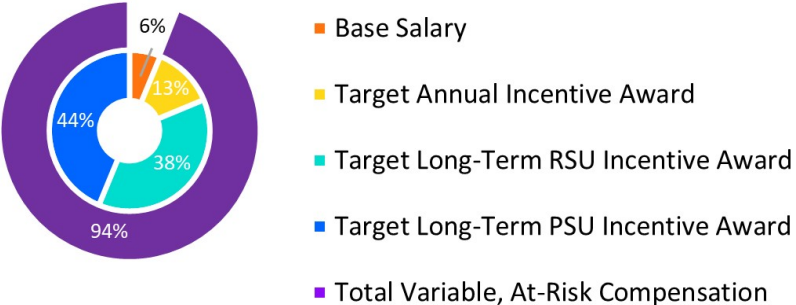 6%
Base Salary
13%
Target Annual Incentive Award
44%
38%
Target Long-Term RSU Incentive Award
94%
Target Long-Term PSU Incentive Award
Total Variable, At-Risk Compensation